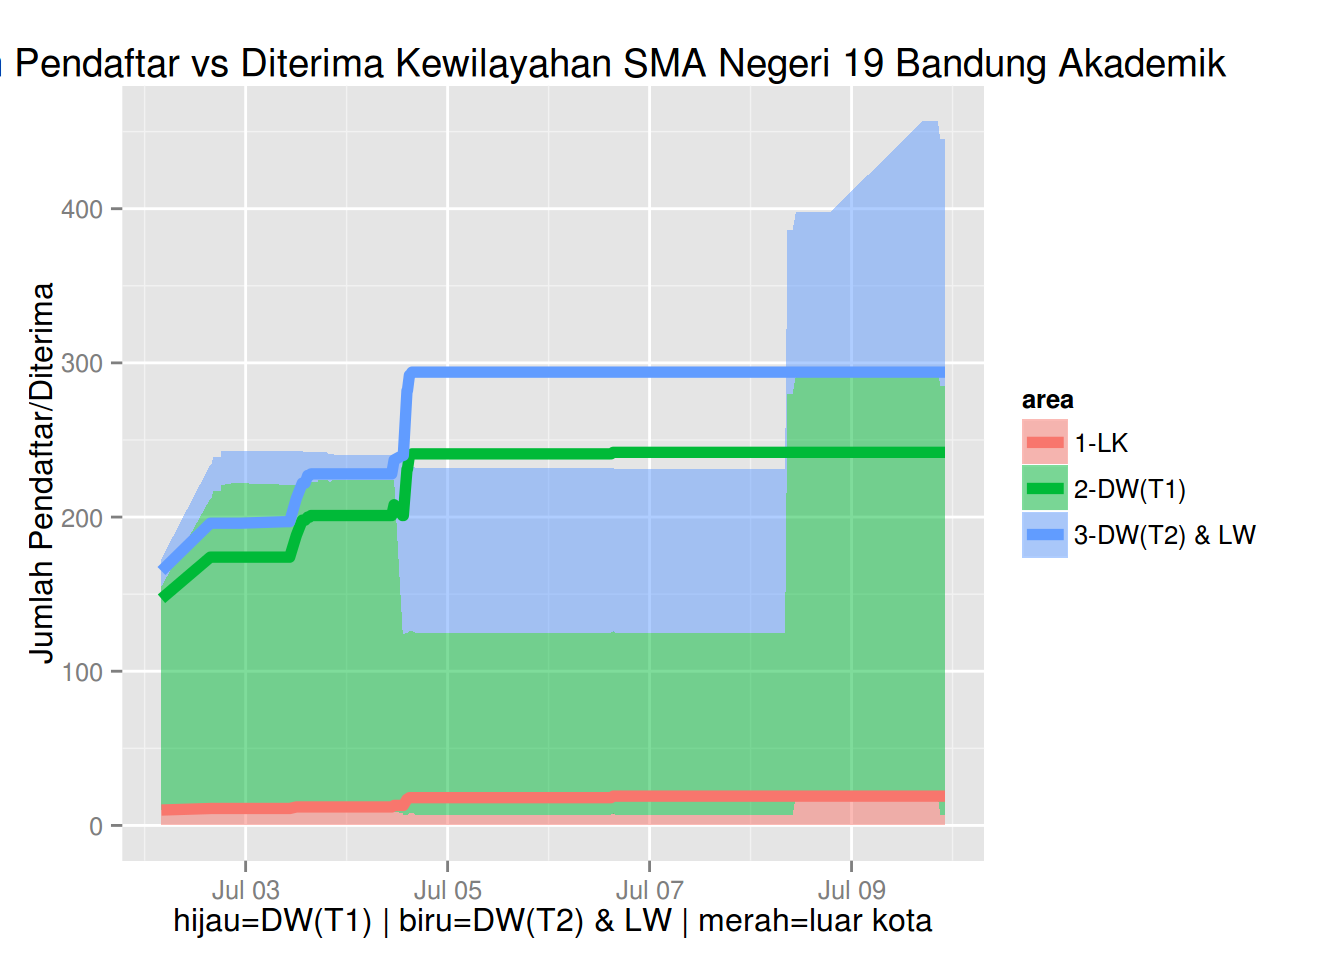 Pendaftar vs Diterima Kewilayahan SMA Negeri 19 Bandung Akademik
Jumlah Pendaftar/Diterima
400
300
200
100
0
Jul 03
Jul 05
Jul 07
Jul 09
hijau=DW(T1) | biru=DW(T2) & LW | merah=luar kota
area
1-LK
2-DW(T1)
3-DW(T2) & LW